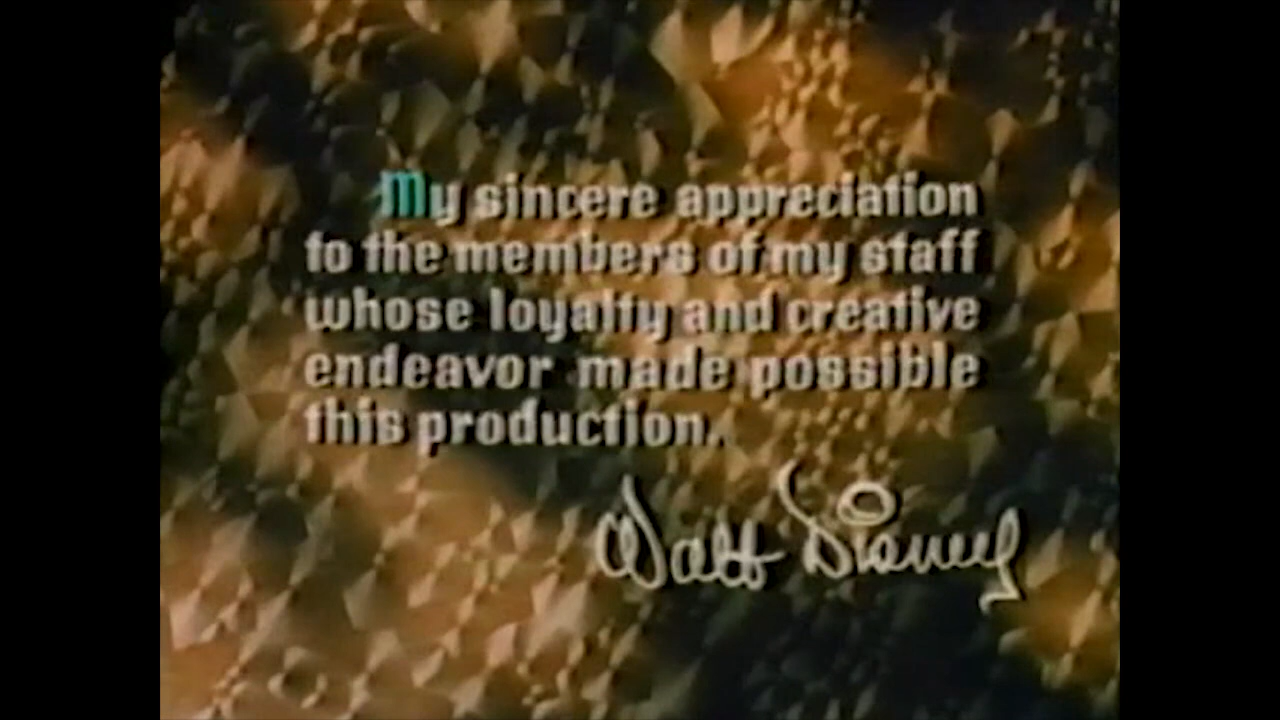 My sincere appreciation
to the members of my staff
whose loyalty and creative
endeavor made possible
this production.
Walt Disney